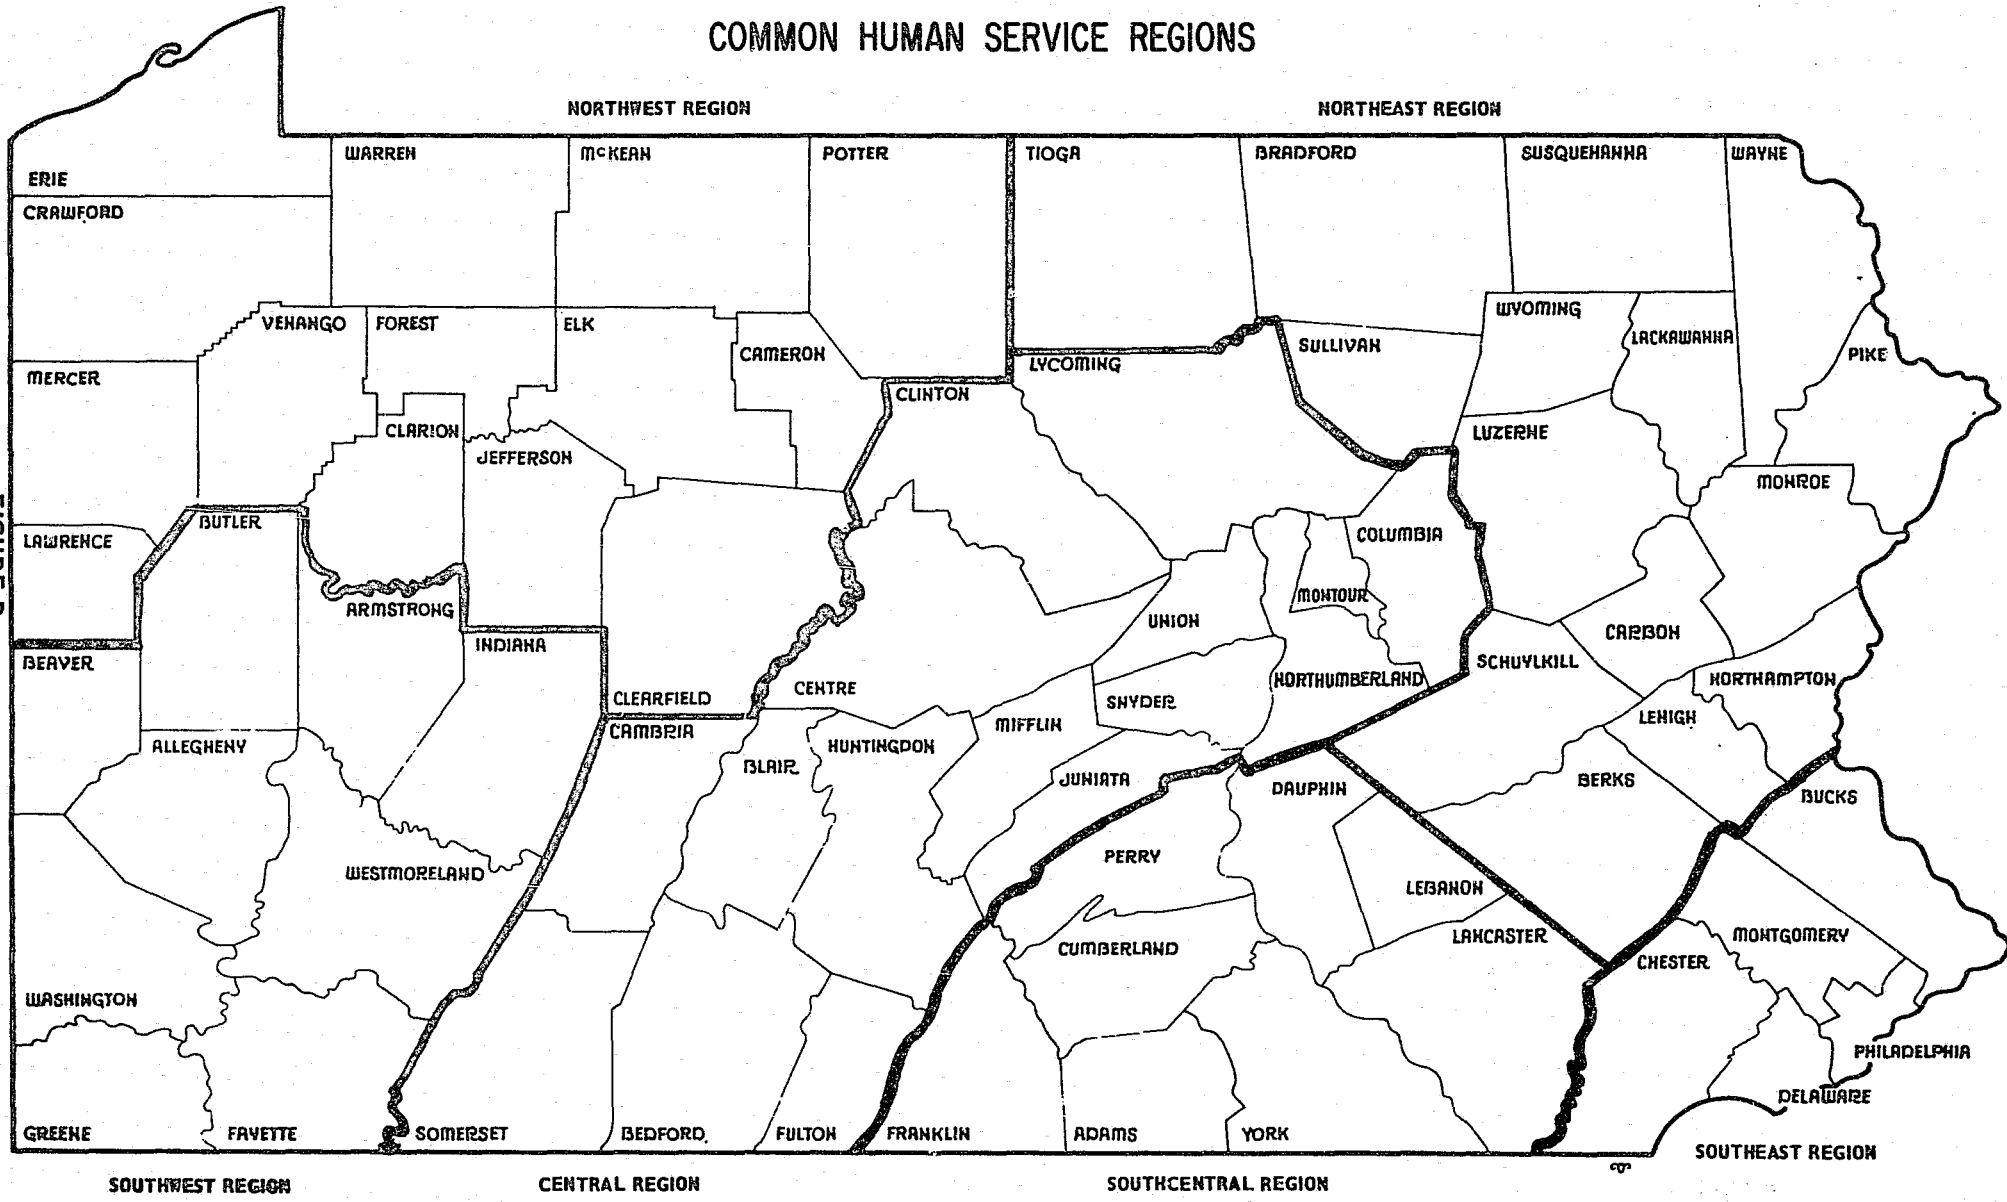 COMMON HUMAN SERVICE REGIONS
NORTHWEST REGION
NORTHEAST REGION
ERIE
WARREN
McKEAN
POTTER
TIOGA
BRADFORD
SUSQUEHANNA
WAYNE
CRAWFORD
VENANGO
FOREST
ELK
CAMERON
LYCOMING
SULLIVAN
WYOMING
LACKAWANNA
PIKE
MERCER
CLARION
JEFFERSON
CLINTON
LUZERNE
MONROE
LAWRENCE
BUTLER
COLUMBIA
ARMSTRONG
MONTOUR
UNION
CARBON
BEAVER
INDIANA
CLEARFIELD
CENTRE
SNYDER
NORTHUMBERLAND
SCHUYLKILL
NORTHAMPTON
LEHIGH
ALLEGHENY
CAMBRIA
BLAIR
HUNTINGDON
MIFFLIN
JUNIATA
DAUPHIN
BERKS
BUCKS
WESTMORELAND
PERRY
LEBANON
CUMBERLAND
LANCASTER
CHESTER
MONTGOMERY
WASHINGTON
PHILADELPHIA
DELAWARE
GREENE
FAYETTE
SOMERSET
BEDFORD
FULTON
FRANKLIN
ADAMS
YORK
SOUTHEAST REGION
SOUTHWEST REGION
CENTRAL REGION
SOUTHCENTRAL REGION